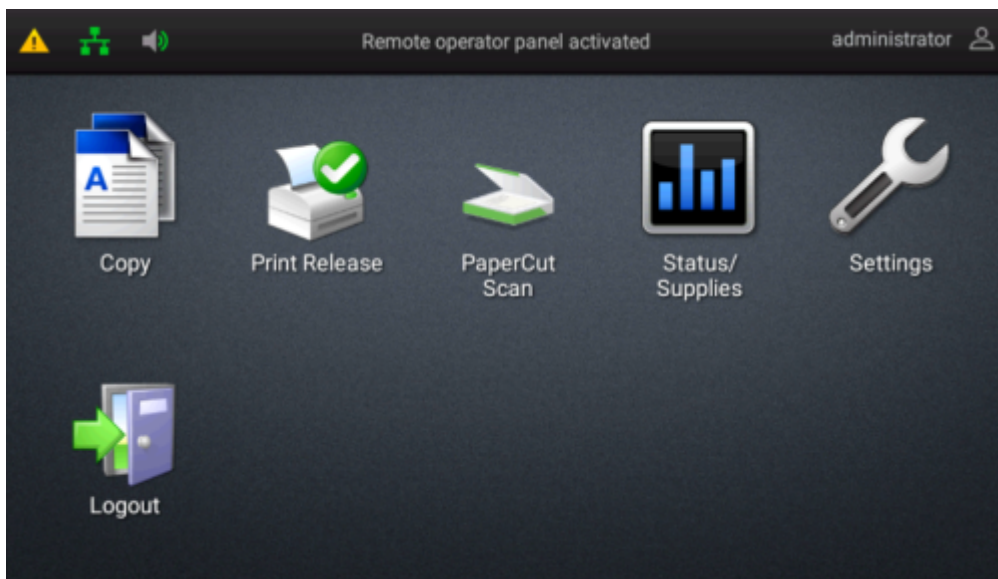 Remote operator panel activated
administrator
A
Copy
Print Release
PaperCut
Scan
Status/
Supplies
Settings
Logout